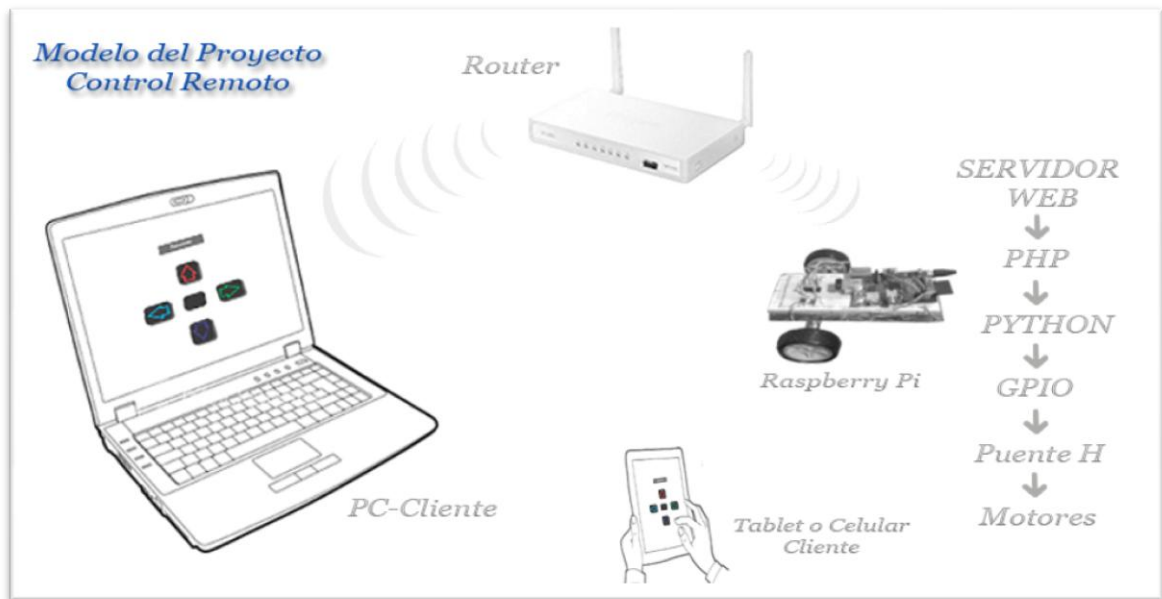 Modelo del Proyecto
Control Remoto
Router
SERVIDOR
WEB
PHP
PYTHON
GPIO
Puente H
Motores
Raspberry Pi
PC-Cliente
Tablet o Celular
Cliente